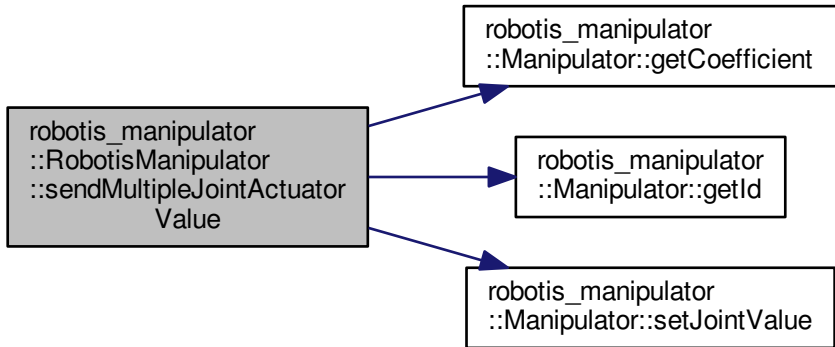 robotis_manipulator
::RobotisManipulator
::sendMultipleJointActuator
Value
robotis_manipulator
::Manipulator::getCoefficient
robotis_manipulator
::Manipulator::getId
robotis_manipulator
::Manipulator::setJointValue